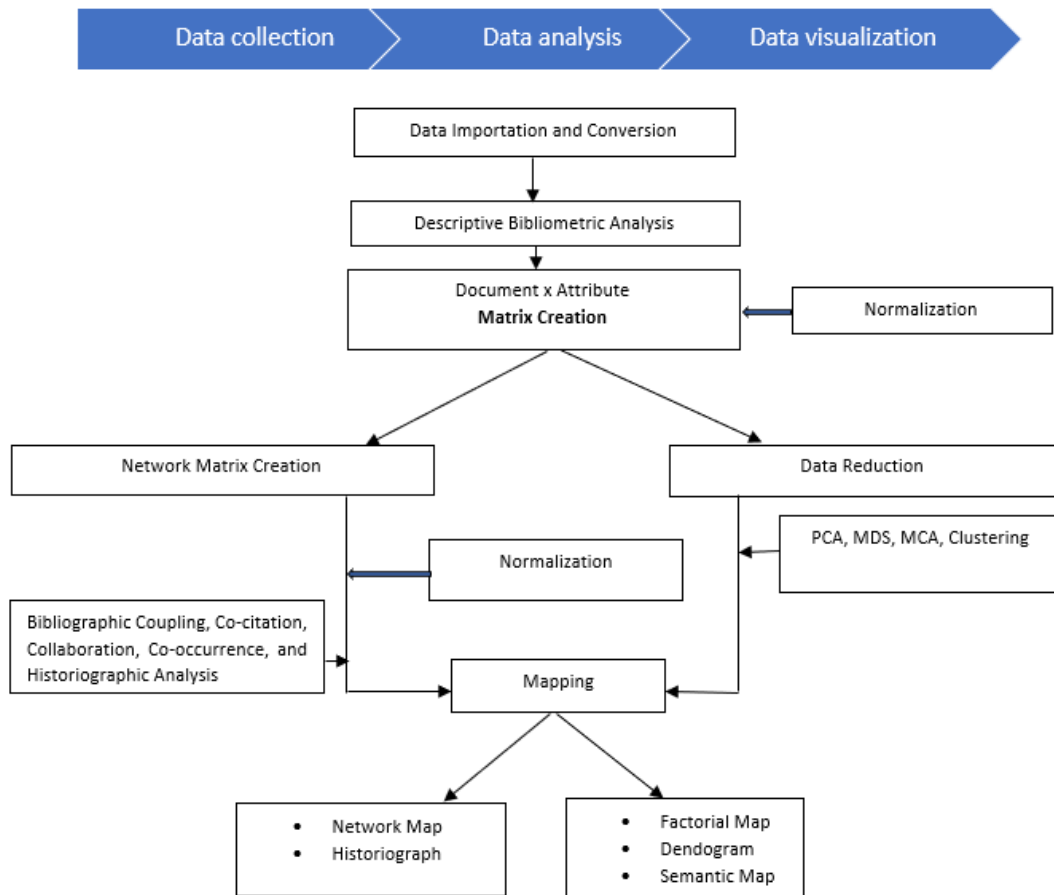 Data collection
Data analysis
Data visualization
Data Importation and Conversion
Descriptive Bibliometric Analysis
Document x Attribute
Matrix Creation
Normalization
Network Matrix Creation
Data Reduction
PCA, MDS, MCA, Clustering
Normalization
Bibliographic Coupling, Co-citation,
Collaboration, Co-occurrence, and
Historiographic Analysis
Mapping
• Network Map
• Historiograph
• Factorial Map
• Dendogram
• Semantic Map